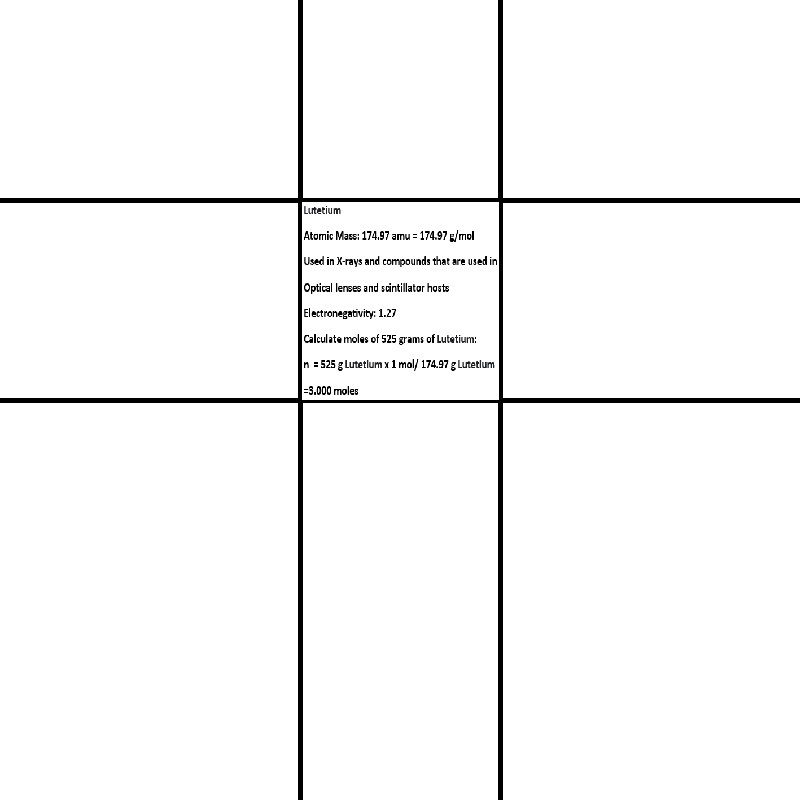 Lutetium
Atomic Mass: 174.97 amu = 174.97 g/mol
Used in X-rays and compounds that are used in
Optical lenses and scintillator hosts
Electronegativity: 1.27
Calculate moles of 525 grams of Lutetium:
n = 525 g Lutetium x 1 mol/ 174.97 g Lutetium
=3.000 moles